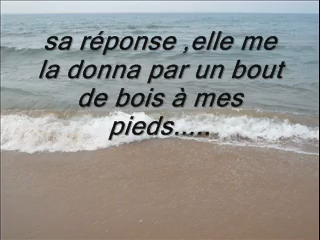 sa réponse ,elle me
la donna par un bout
de bois à mes
pieds.....